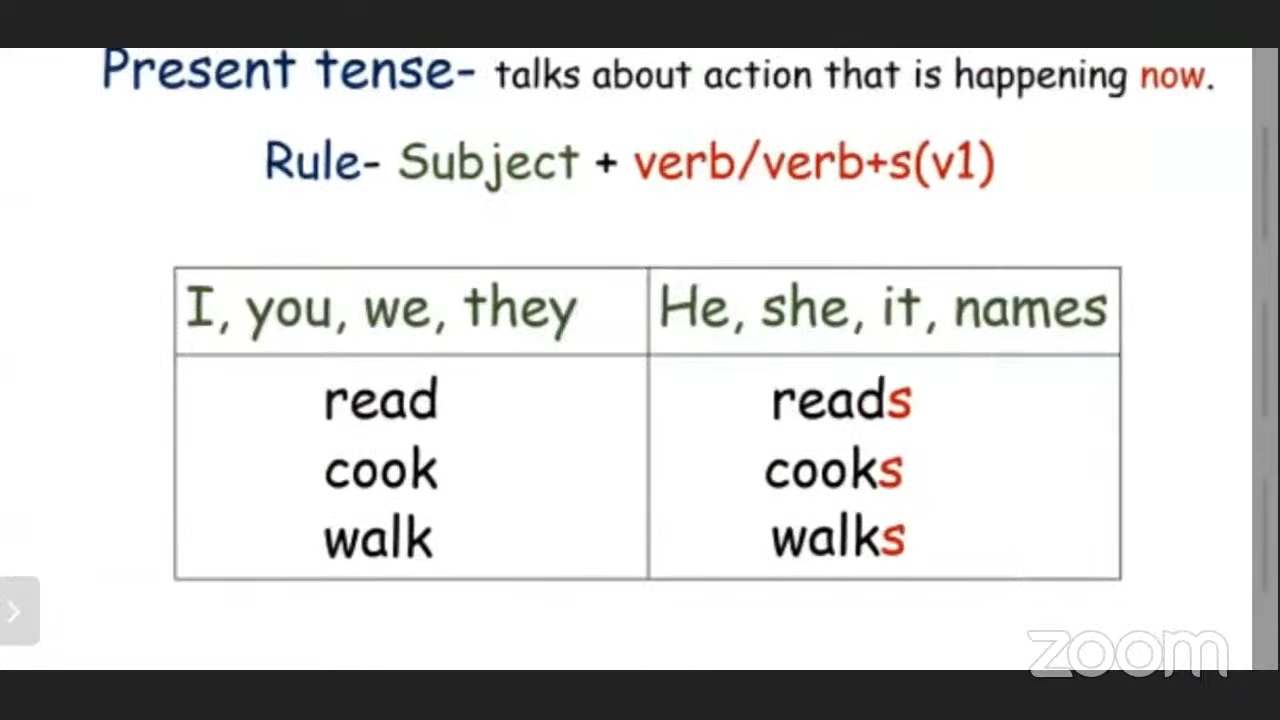 Present tense- talks about action that is happening now.
Rule- Subject + verb/verb+s(v1)
I, you, we, they
He, she, it, names
read
reads
cook
cooks
walk
walks
zoom